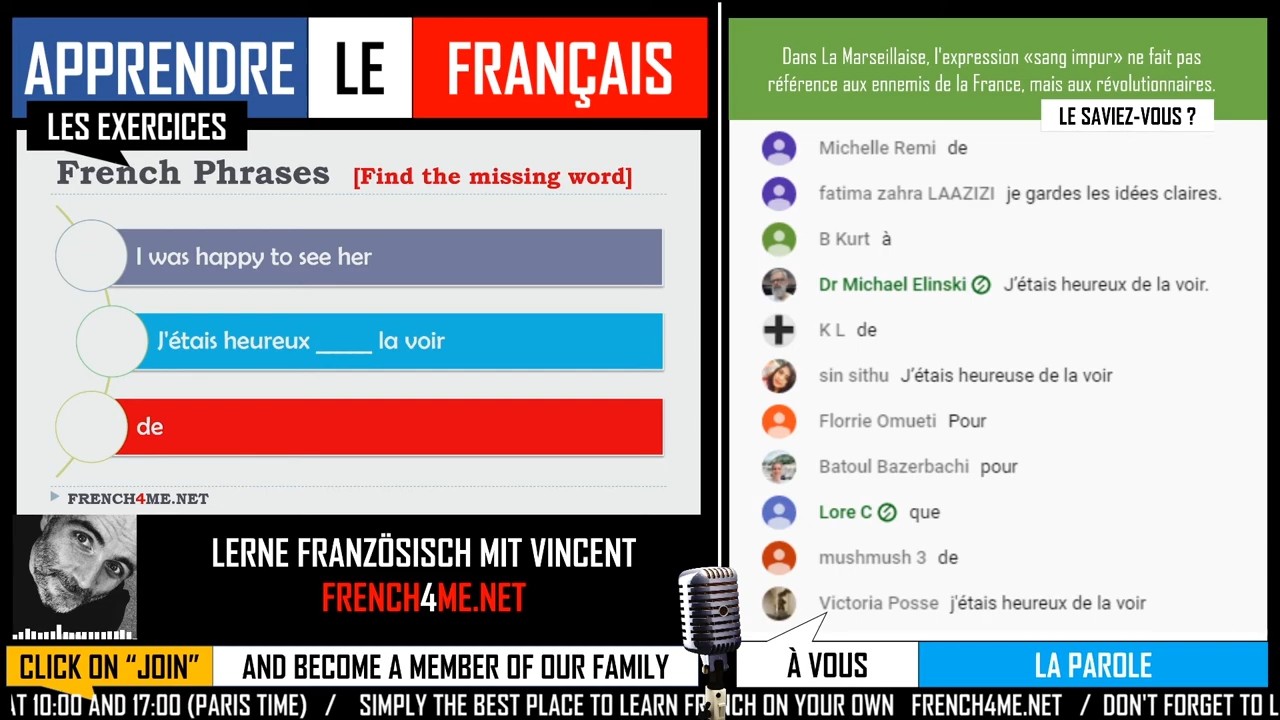 APPRENDRE LE FRANÇAIS
LES EXERCICES
French Phrases [Find the missing word]
I was happy to see her
J'étais heureux _____ la voir
de
FRENCH4ME.NET
LERNE FRANZÖSISCH MIT VINCENT
FRENCH4ME.NET
CLICK ON “JOIN” AND BECOME A MEMBER OF OUR FAMILY
Dans La Marseillaise, l'expression «sang impur» ne fait pas
référence aux ennemis de la France, mais aux révolutionnaires.
LE SAVIEZ-VOUS ?
Michelle Remi de
fatima zahra LAAZIZI je gardes les idées claires.
B Kurt à
Dr Michael Elinski J’étais heureux de la voir.
K L de
sin sithu J’étais heureuse de la voir
Florrie Omueti Pour
Batoul Bazerbachi pour
Lore C que
mushmush 3 de
Victoria Posse j'étais heureux de la voir
À VOUS LA PAROLE
AT 10:00 AND 17:00 (PARIS TIME) / SIMPLY THE BEST PLACE TO LEARN FRENCH ON YOUR OWN FRENCH4ME.NET / DON'T FORGET TO L